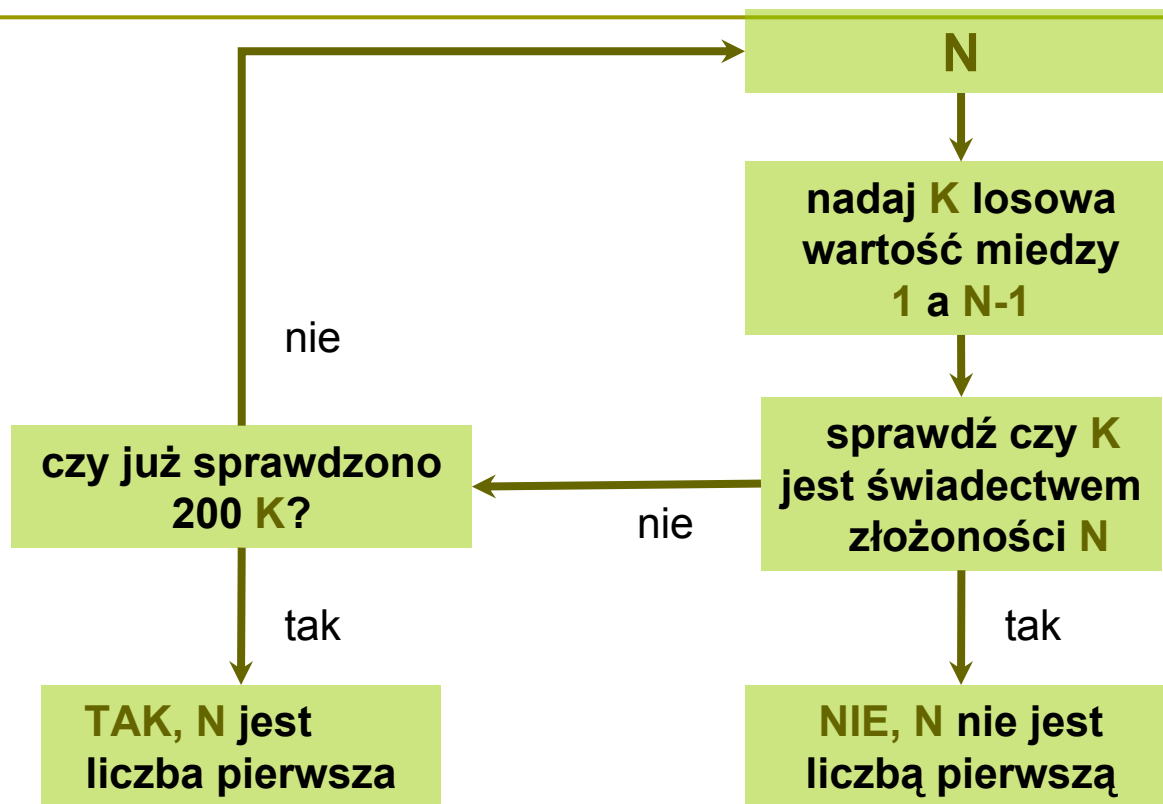 N
nadaj K losowa
wartość miedzy
1 a N-1
nie
sprawdź czy K
jest świadectwem
złożoności N
czy już sprawdzono
200 K?
nie
tak
tak
TAK, N jest
liczba pierwsza
NIE, N nie jest
liczbą pierwszą